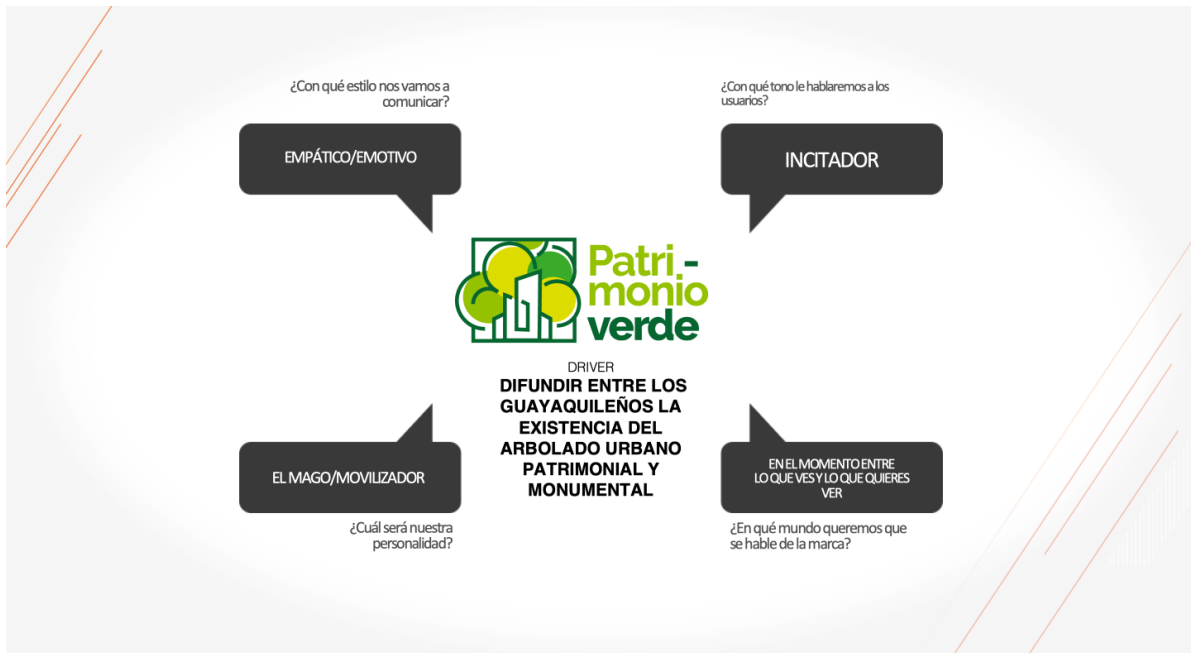 ¿Con qué estilo nos vamos a
comunicar?
EMPÁTICO/EMOTIVO
¿Con qué tono le hablaremos a los
usuarios?
INCITADOR
Patri-
monio
verde
DRIVER
DIFUNDIR ENTRE LOS
GUAYAQUILEÑOS LA
EXISTENCIA DEL
ARBOLADO URBANO
PATRIMONIAL Y
MONUMENTAL
EL MAGO/MOVILIZADOR
¿Cuál será nuestra
personalidad?
EN EL MOMENTO ENTRE
LO QUE VES Y LO QUE QUIERES
VER
¿En qué mundo queremos que
se hable de la marca?